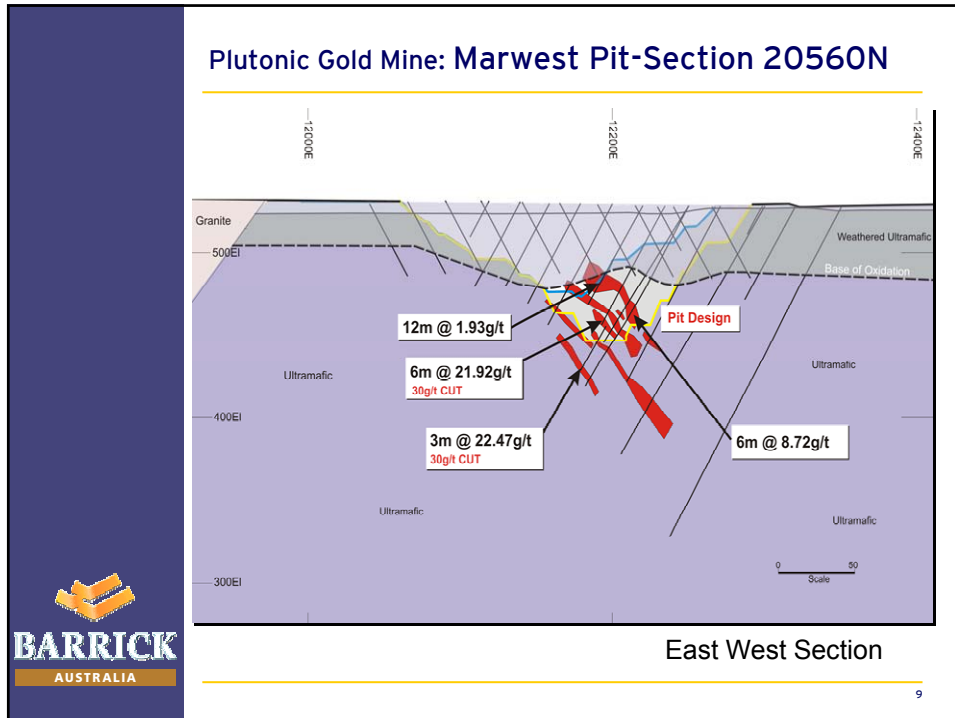 Plutonic Gold Mine: Marwest Pit-Section 20560N
12000E
12200E
12400E
Granite
Weathered Ultramafic
500El
Base of Oxidation
Pit Design
12m @ 1.93g/t
6m @ 21.92g/t
30g/t CUT
Ultramafic
Ultramafic
400El
3m @ 22.47g/t
30g/t CUT
6m @ 8.72g/t
Ultramafic
Ultramafic
0 50
Scale
300El
BARRICK
AUSTRALIA
East West Section
9